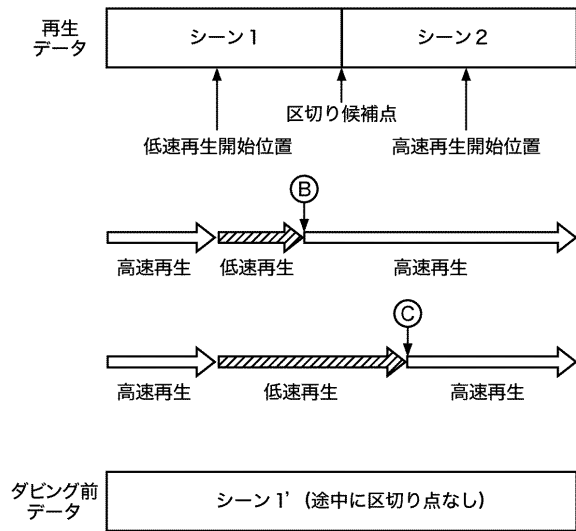 再生
データ
シーン1
シーン2
区切り候補点
低速再生開始位置
高速再生開始位置
B
高速再生
低速再生
高速再生
C
高速再生
低速再生
高速再生
ダビング前
データ
シーン1’(途中に区切り点なし)